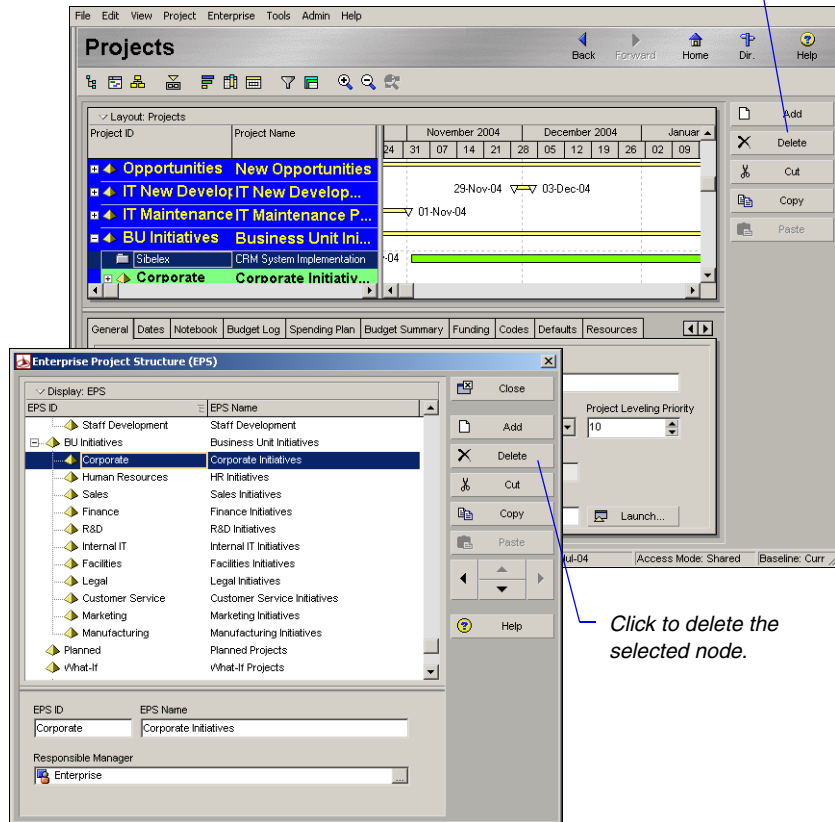 File Edit View Project Enterprise Tools Admin Help
Projects
Back Forward Home Dir. Help
Layout: Projects
Project ID Project Name
November 2004 December 2004 Januar
24 31 07 14 21 28 05 12 19 26 02 09
Opportunities New Opportunities
IT New Develop IT New Develop...
29-Nov-04 03-Dec-04
IT Maintenance IT Maintenance P...
01-Nov-04
BU Initiatives Business Unit Ini...
Sibelex CRM System Implementation
-04
Corporate Corporate Initiativ...
Add
Delete
Cut
Copy
Paste
General Dates Notebook Budget Log Spending Plan Budget Summary Funding Codes Defaults Resources
Project Leveling Priority
10
Launch...
Jul-04 Access Mode: Shared Baseline: Curr
Enterprise Project Structure (EPS)
Display: EPS
EPS ID EPS Name
Staff Development Staff Development
BU Initiatives Business Unit Initiatives
Corporate Corporate Initiatives
Human Resources HR Initiatives
Sales Sales Initiatives
Finance Finance Initiatives
R&D R&D Initiatives
Internal IT Internal IT Initiatives
Facilities Facilities Initiatives
Legal Legal Initiatives
Customer Service Customer Service Initiatives
Marketing Marketing Initiatives
Manufacturing Manufacturing Initiatives
Planned Planned Projects
What-If What-If Projects
Close
Add
Delete
Cut
Copy
Paste
Help
EPS ID EPS Name
Corporate Corporate Initiatives
Responsible Manager
Enterprise
...
Click to delete the
selected node.